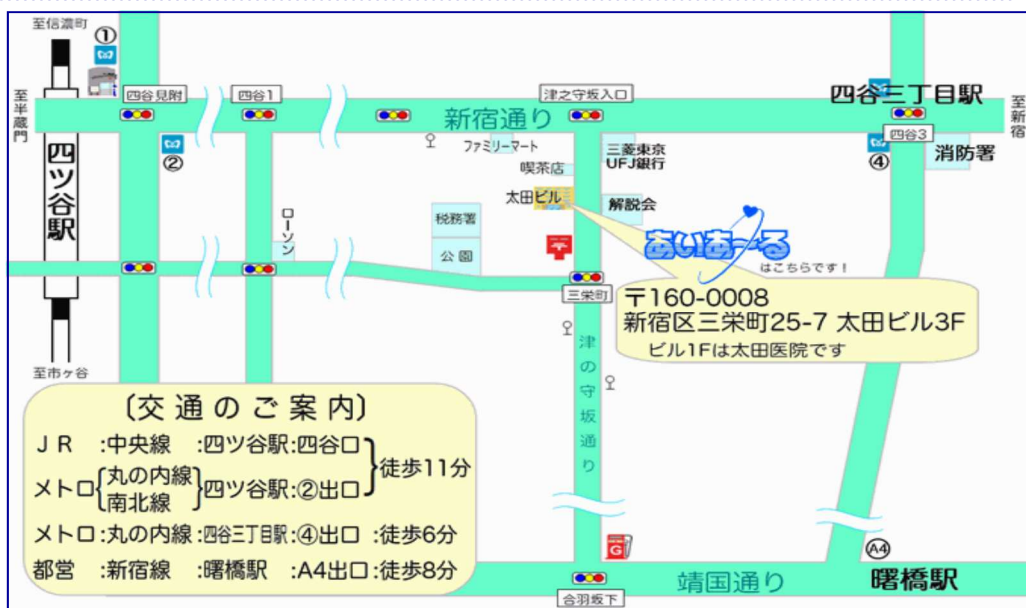 至信濃町
①
至半蔵門
四谷見附
四谷1
津之守坂入口
四谷三丁目駅
至新宿
新宿通り
四谷3
②
ファミリーマート
三菱東京
UFJ銀行
④
消防署
四ツ谷駅
喫茶店
太田ビル
解説会
ローソン
税務署
公園
〒
あいあ〜る
はこちらです!
三栄町
〒160-0008
新宿区三栄町25-7 太田ビル3F
ビル1Fは太田医院です
津の守坂通り
至市ヶ谷
〔交通のご案内〕
JR :中央線 :四ツ谷駅:四谷口
メトロ{丸の内線 南北線}四ツ谷駅:②出口
}徒歩11分
メトロ:丸の内線:四谷三丁目駅:④出口 :徒歩6分
都営 :新宿線 :曙橋駅 :A4出口:徒歩8分
G
A4
靖国通り
曙橋駅
合羽坂下